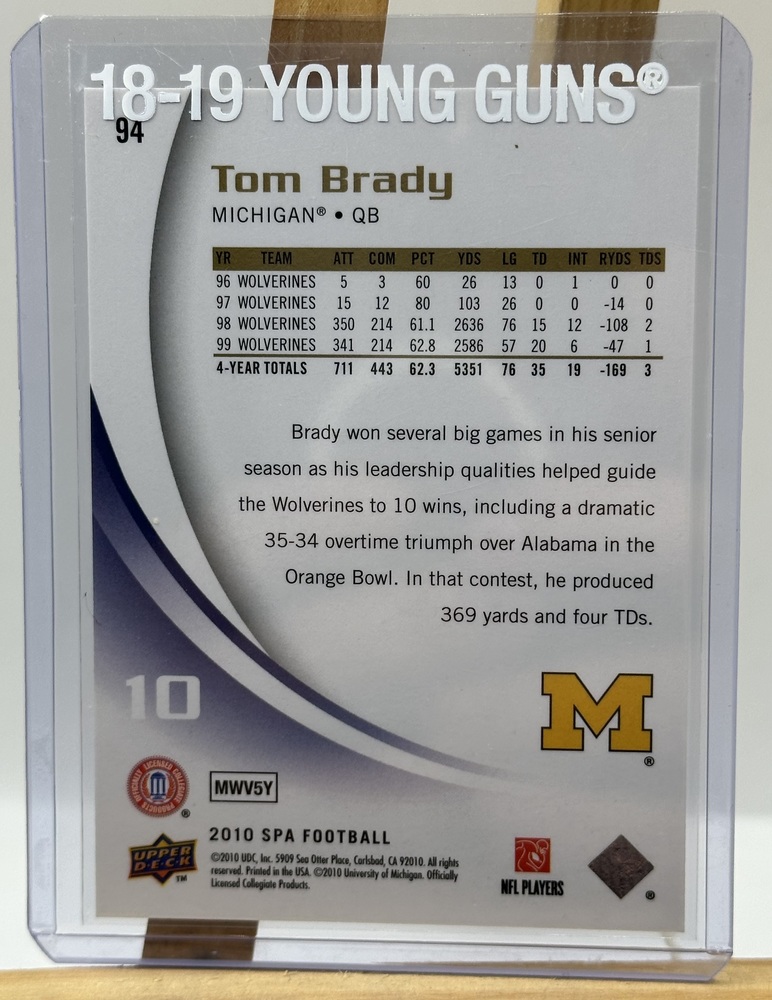 18-19 YOUNG GUNS®
94
Tom Brady
MICHIGAN® • QB
YR TEAM ATT COM PCT YDS LG TD INT RYDS TDS
96 WOLVERINES 5 3 60 26 13 0 1 0 0
97 WOLVERINES 15 12 80 103 26 0 0 -14 0
98 WOLVERINES 350 214 61.1 2636 76 15 12 -108 2
99 WOLVERINES 341 214 62.8 2586 57 20 6 -47 1
4-YEAR TOTALS 711 443 62.3 5351 76 35 19 -169 3
Brady won several big games in his senior
season as his leadership qualities helped guide
the Wolverines to 10 wins, including a dramatic
35-34 overtime triumph over Alabama in the
Orange Bowl. In that contest, he produced
369 yards and four TDs.
10
M®
OFFICIALLY LICENSED COLLEGIATE PRODUCTS ®
MWV5Y
2010 SPA FOOTBALL
UPPER DECK™
©2010 UDC, Inc. 5909 Sea Otter Place, Carlsbad, CA 92010. All rights
reserved. Printed in the USA. ©2010 University of Michigan. Officially
Licensed Collegiate Products.
NFL PLAYERS
®